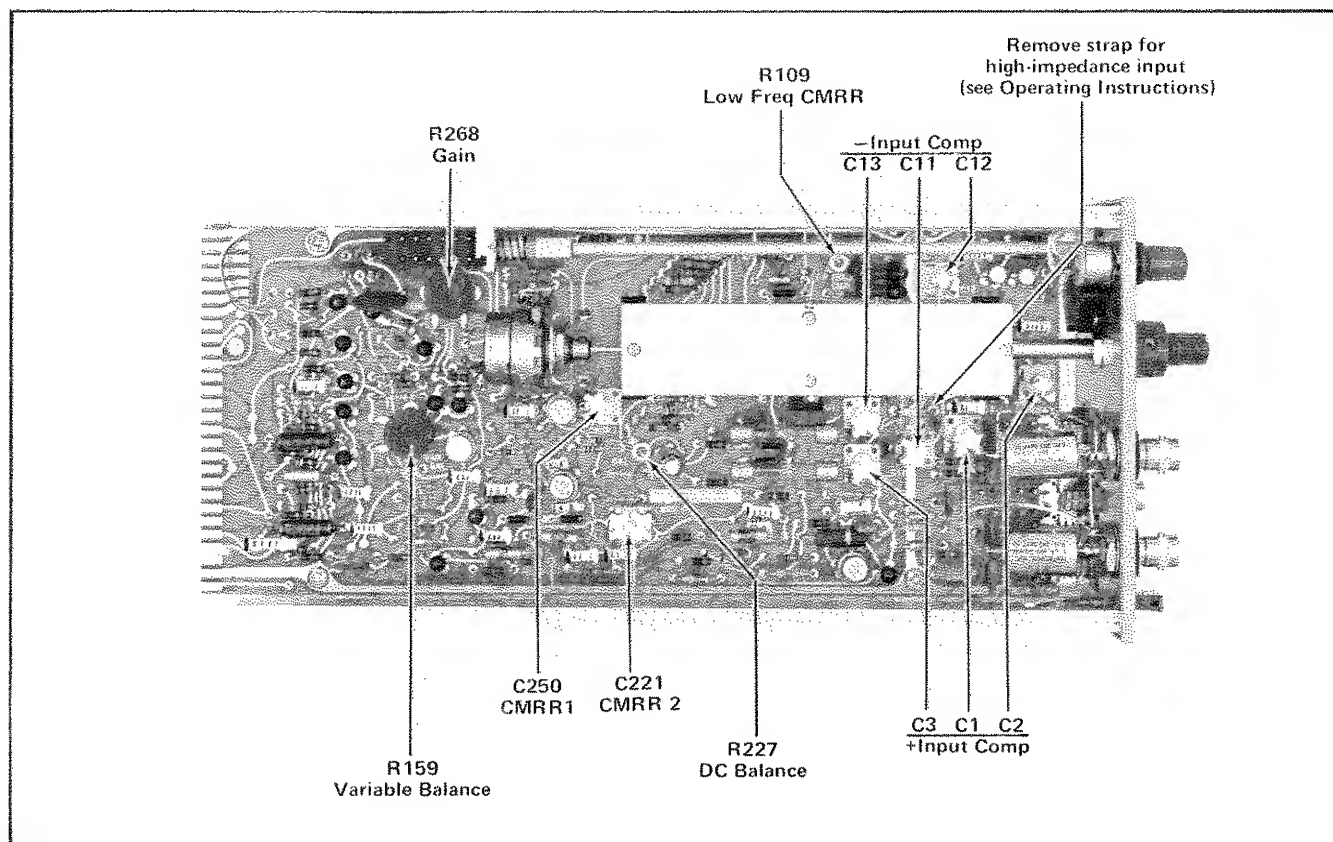 Remove strap for
high-impedance input
(see Operating Instructions)
R109
Low Freq CMRR
R268
Gain
−Input Comp
C13 C11 C12
C250
CMRR1
C221
CMRR 2
C3 C1 C2
+Input Comp
R227
DC Balance
R159
Variable Balance